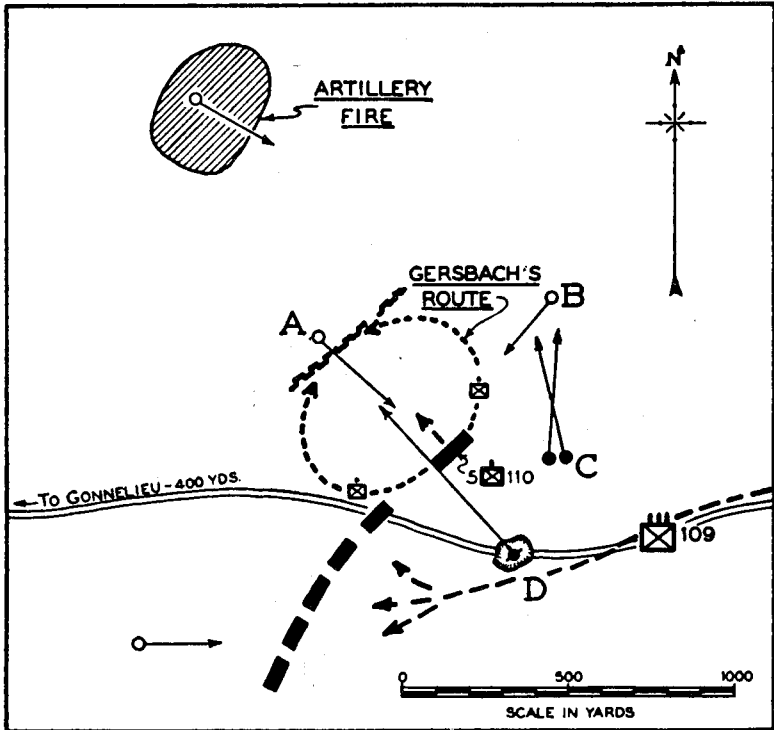 ARTILLERY
FIRE
N
GERSBACH'S
ROUTE
A
B
C
5
110
TO GONNELIEU-400 YDS.
109
D
0 500 1000
SCALE IN YARDS